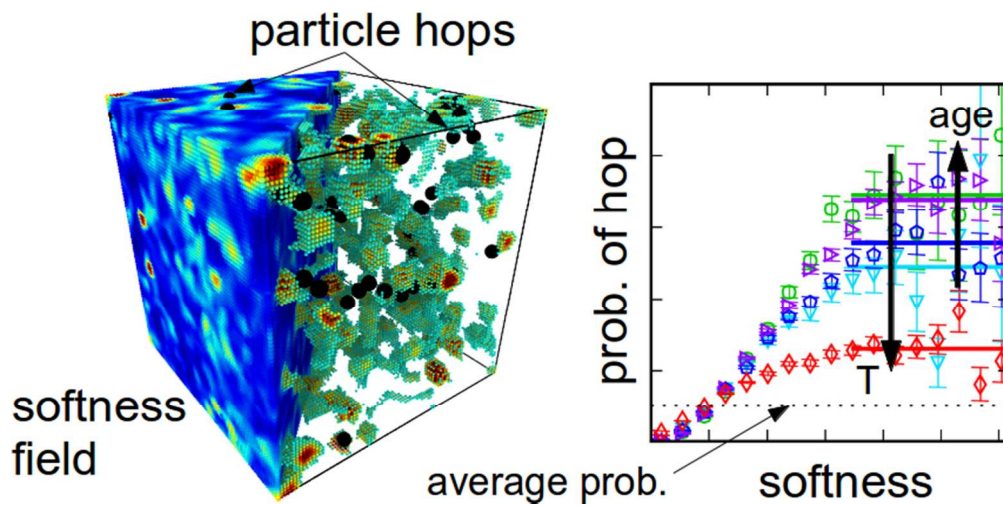 particle hops
softness
field
prob. of hop
age
T
average prob.
softness